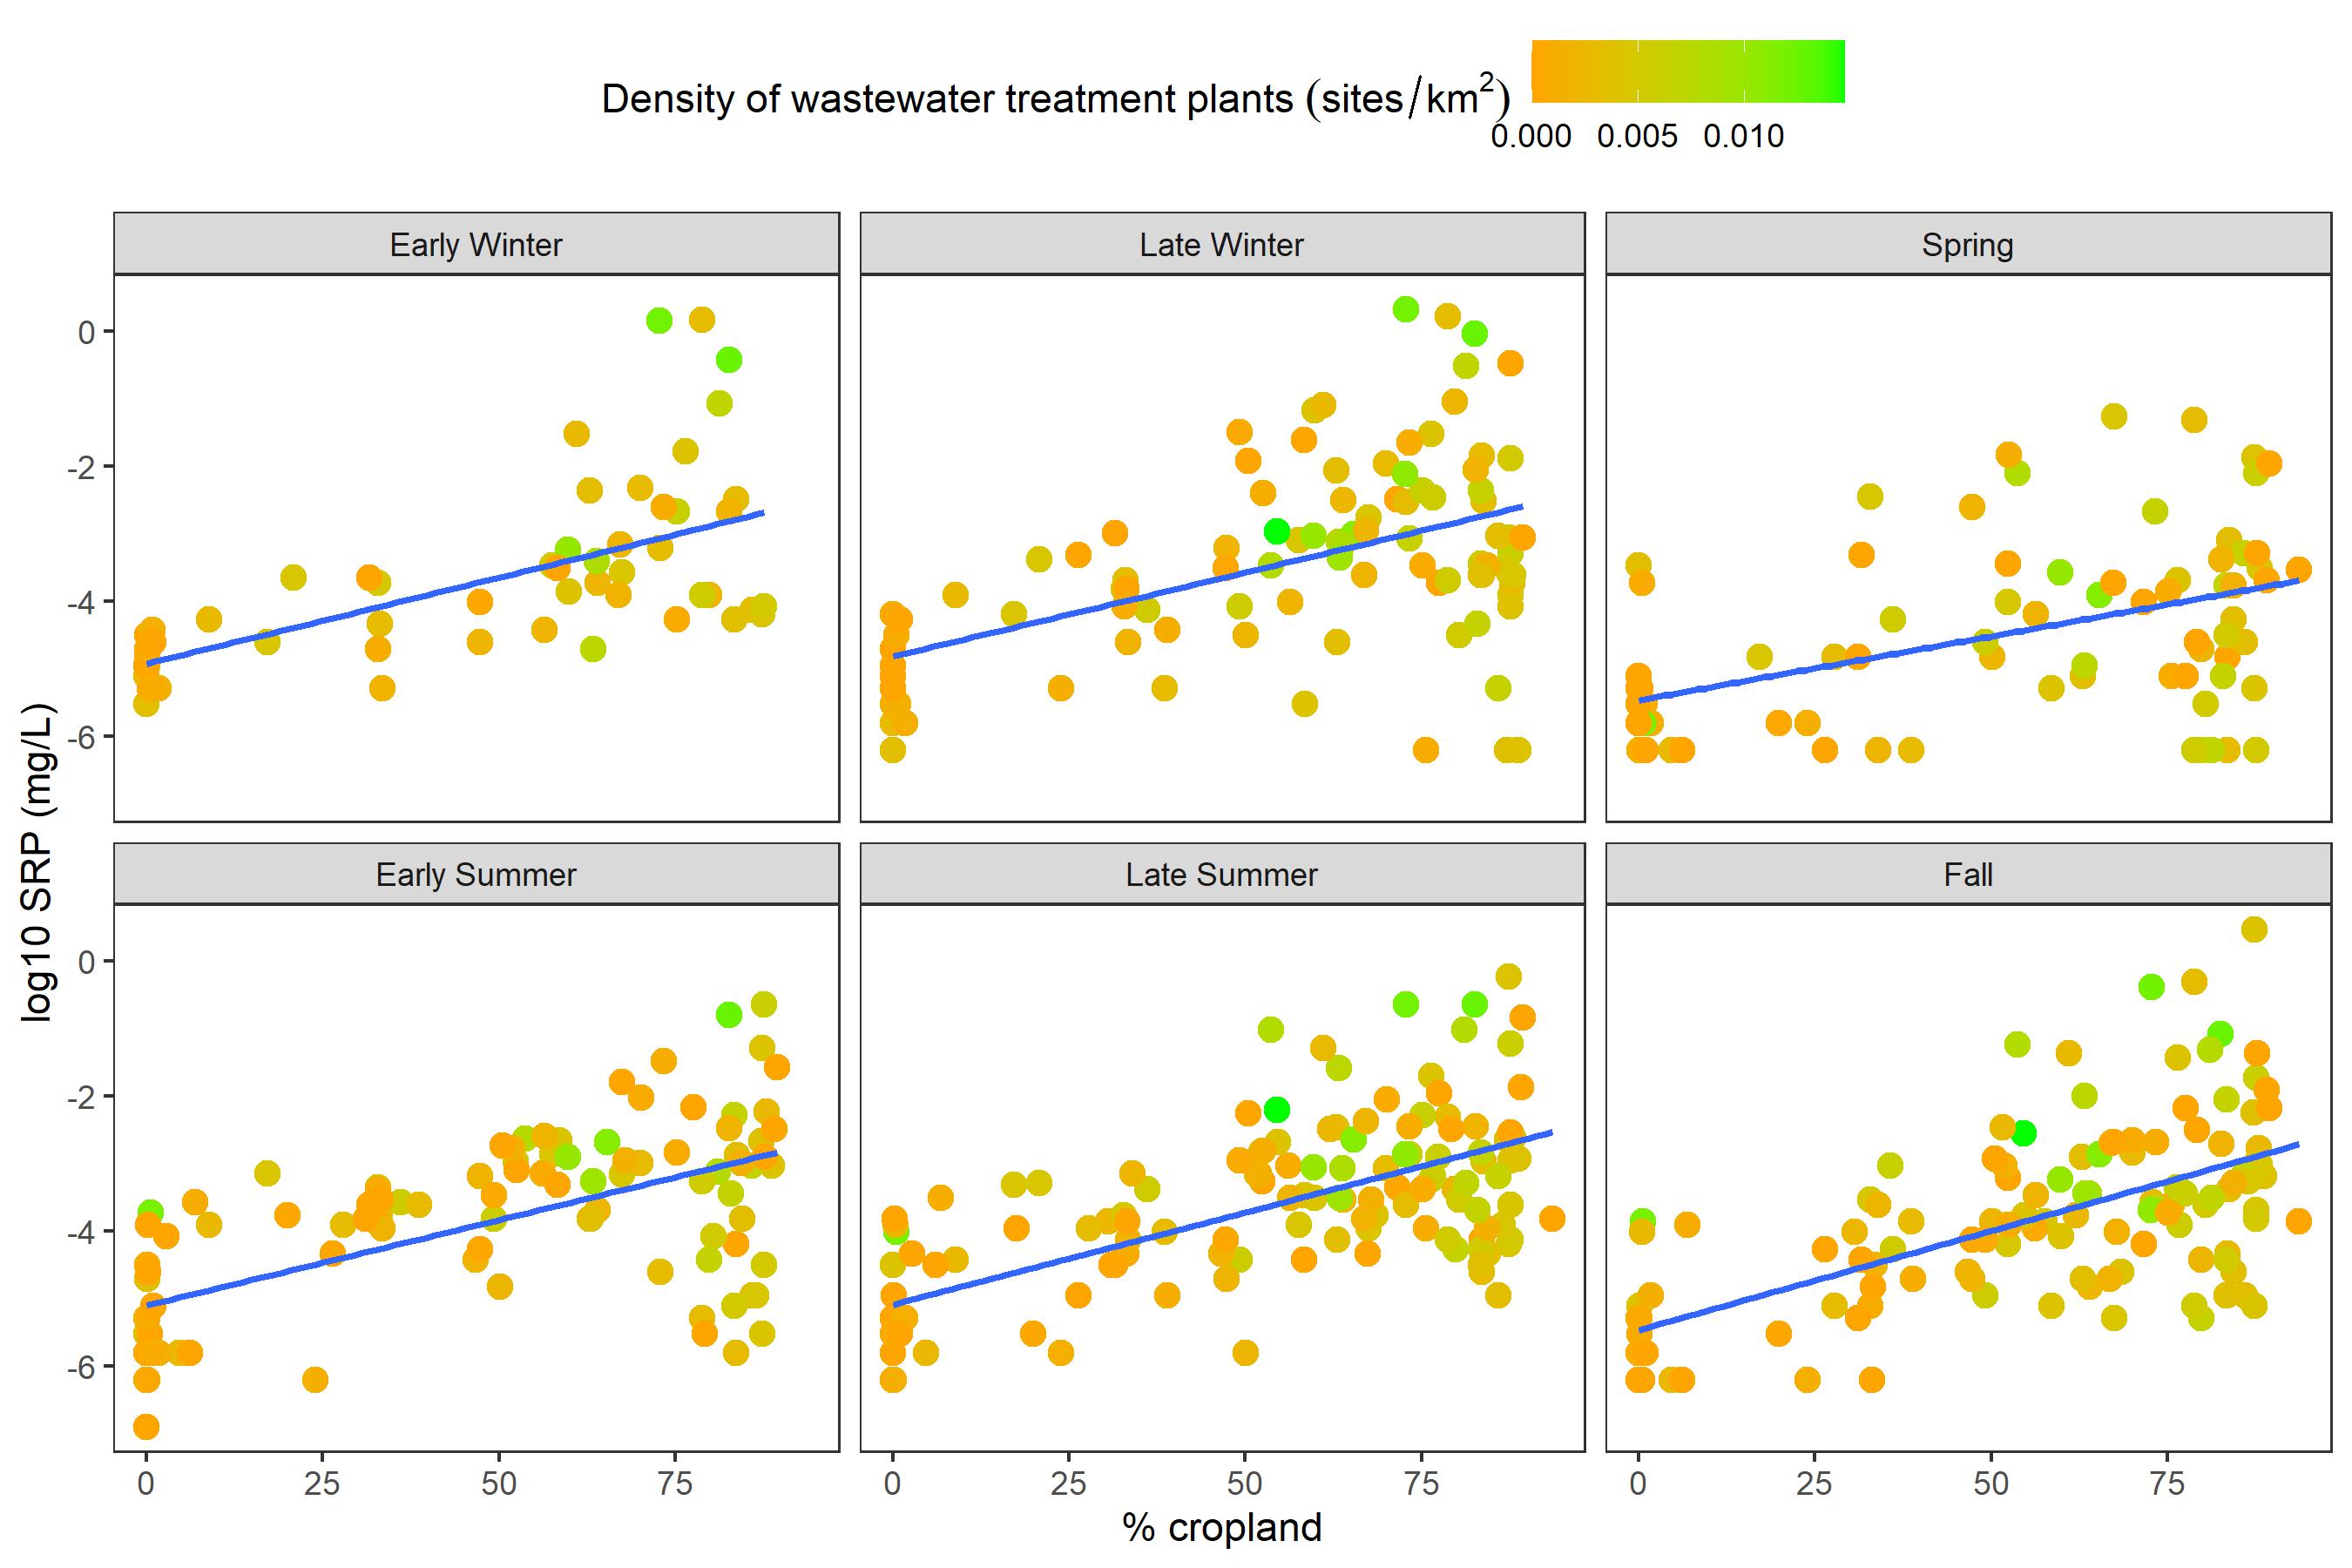 Density of wastewater treatment plants (sites/km²)
0.000 0.005 0.010
Early Winter
Late Winter
Spring
0
-2
-4
-6
Early Summer
Late Summer
Fall
0
-2
-4
-6
log10 SRP (mg/L)
0 25 50 75
0 25 50 75
0 25 50 75
% cropland